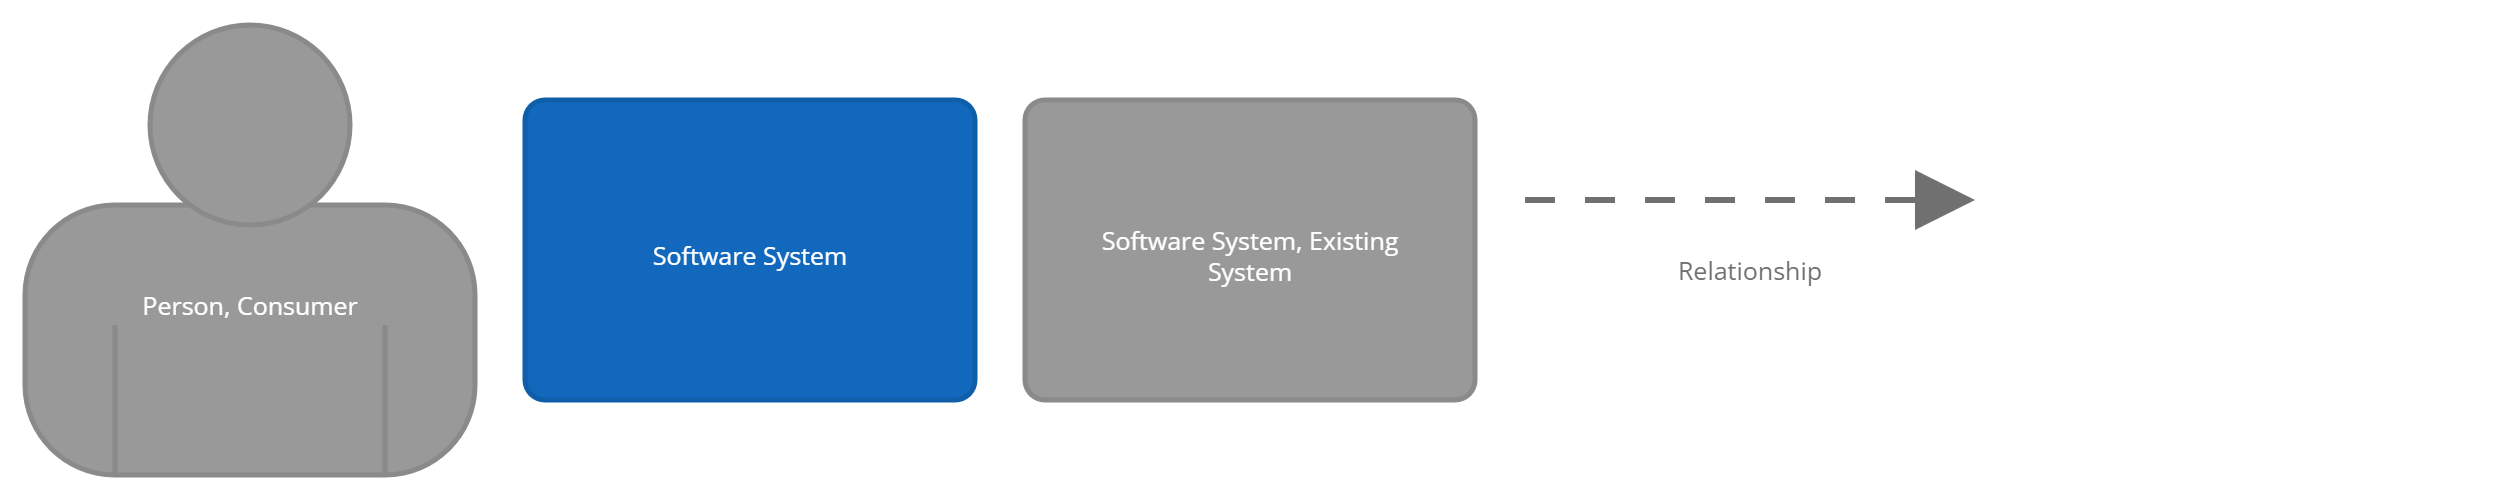 Person, Consumer
Software System
Software System, Existing
System
Relationship